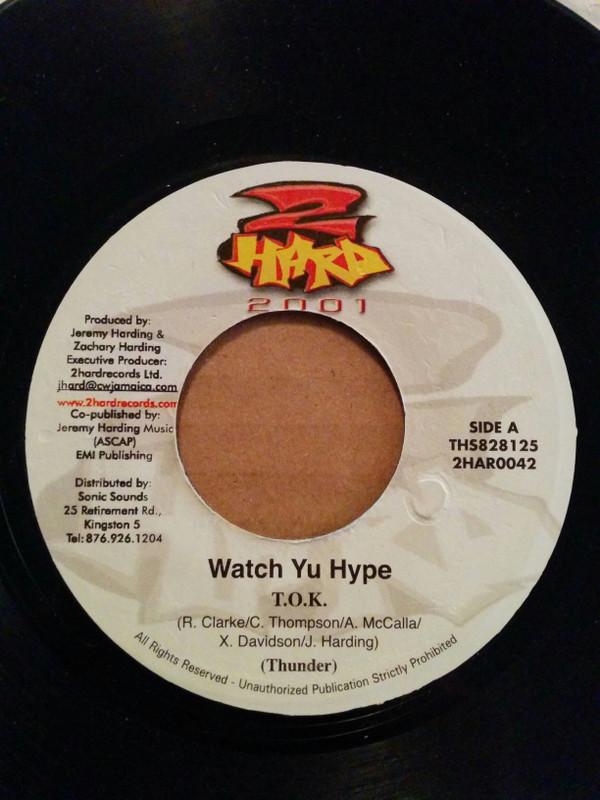 2
HARD
2001
Produced by:
Jeremy Harding &
Zachary Harding
Executive Producer:
2hardrecords Ltd.
jhard@cwjamaica.com
www.2hardrecords.com
Co-published by:
Jeremy Harding Music
(ASCAP)
EMI Publishing
Distributed by:
Sonic Sounds
25 Retirement Rd.,
Kingston 5
Tel: 876.926.1204
SIDE A
THS828125
2HAR0042
Watch Yu Hype
T.O.K.
(R. Clarke/C. Thompson/A. McCalla/
X. Davidson/J. Harding)
(Thunder)
All Rights Reserved - Unauthorized Publication Strictly Prohibited